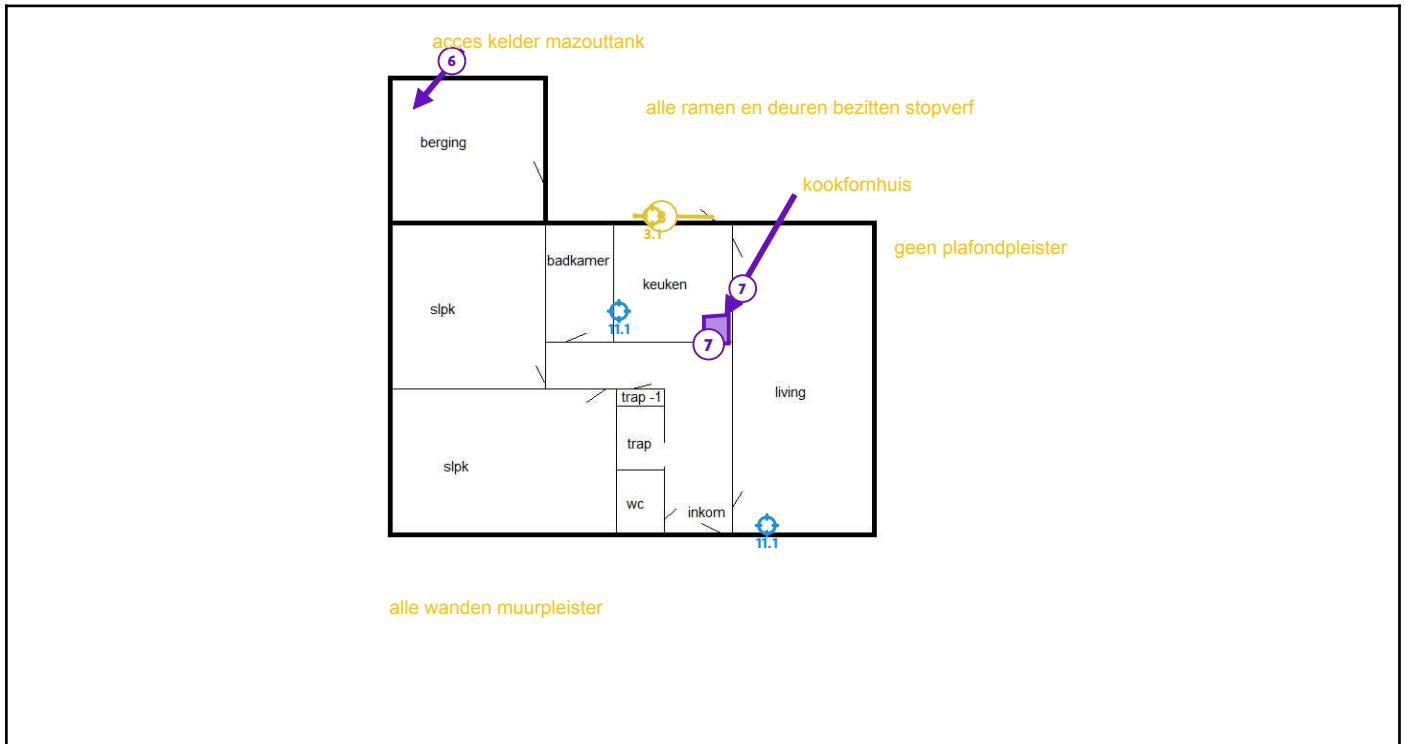 acces kelder mazouttank
6
alle ramen en deuren bezitten stopverf
berging
kookfornhuis
3
3.1
geen plafondpleister
badkamer
keuken
7
slpk
11.1
7
living
trap -1
trap
slpk
wc
inkom
11.1
alle wanden muurpleister